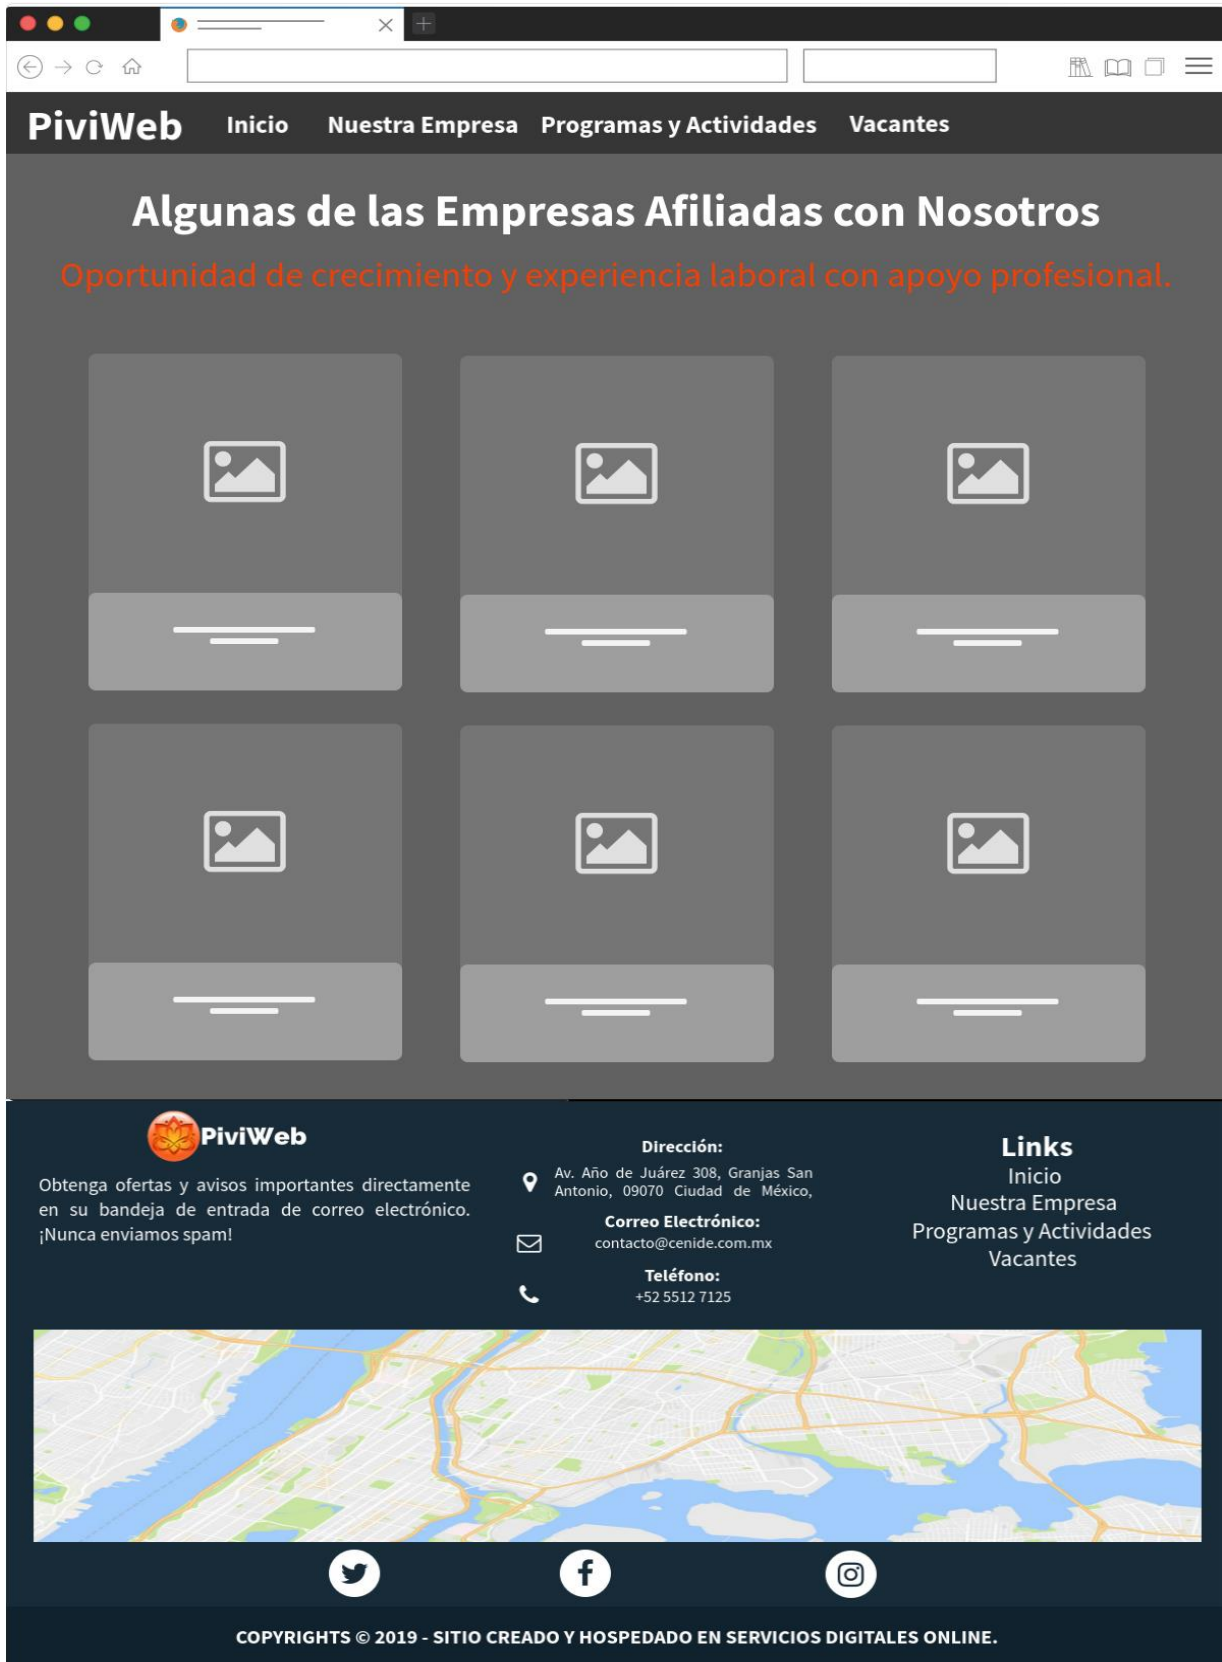 PiviWeb Inicio Nuestra Empresa Programas y Actividades Vacantes
Algunas de las Empresas Afiliadas con Nosotros
Oportunidad de crecimiento y experiencia laboral con apoyo profesional.
PiviWeb
Obtenga ofertas y avisos importantes directamente
en su bandeja de entrada de correo electrónico.
¡Nunca enviamos spam!
Dirección:
Av. Año de Juárez 308, Granjas San
Antonio, 09070 Ciudad de México,
Correo Electrónico:
contacto@cenide.com.mx
Teléfono:
+52 5512 7125
Links
Inicio
Nuestra Empresa
Programas y Actividades
Vacantes
COPYRIGHTS © 2019 - SITIO CREADO Y HOSPEDADO EN SERVICIOS DIGITALES ONLINE.